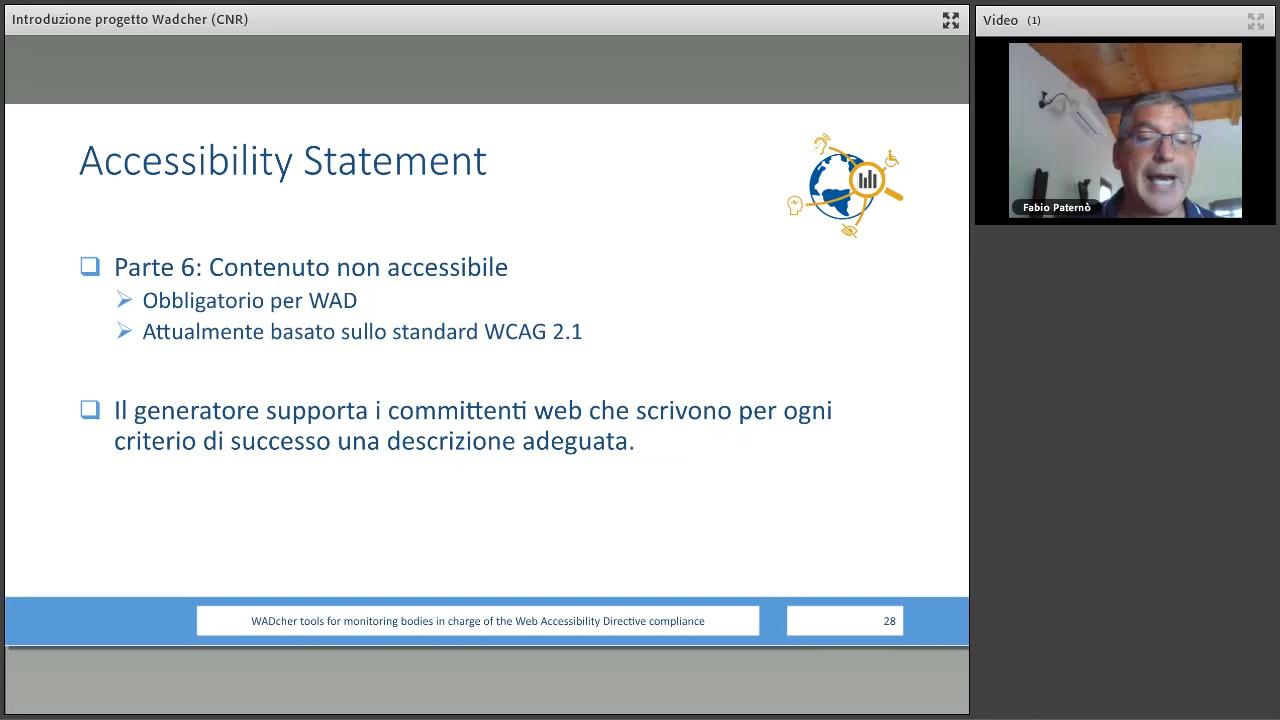 Introduzione progetto Wadcher (CNR)
Video (1)
Fabio Paternò
Accessibility Statement
Parte 6: Contenuto non accessibile
Obbligatorio per WAD
Attualmente basato sullo standard WCAG 2.1
Il generatore supporta i committenti web che scrivono per ogni
criterio di successo una descrizione adeguata.
WADcher tools for monitoring bodies in charge of the Web Accessibility Directive compliance
28